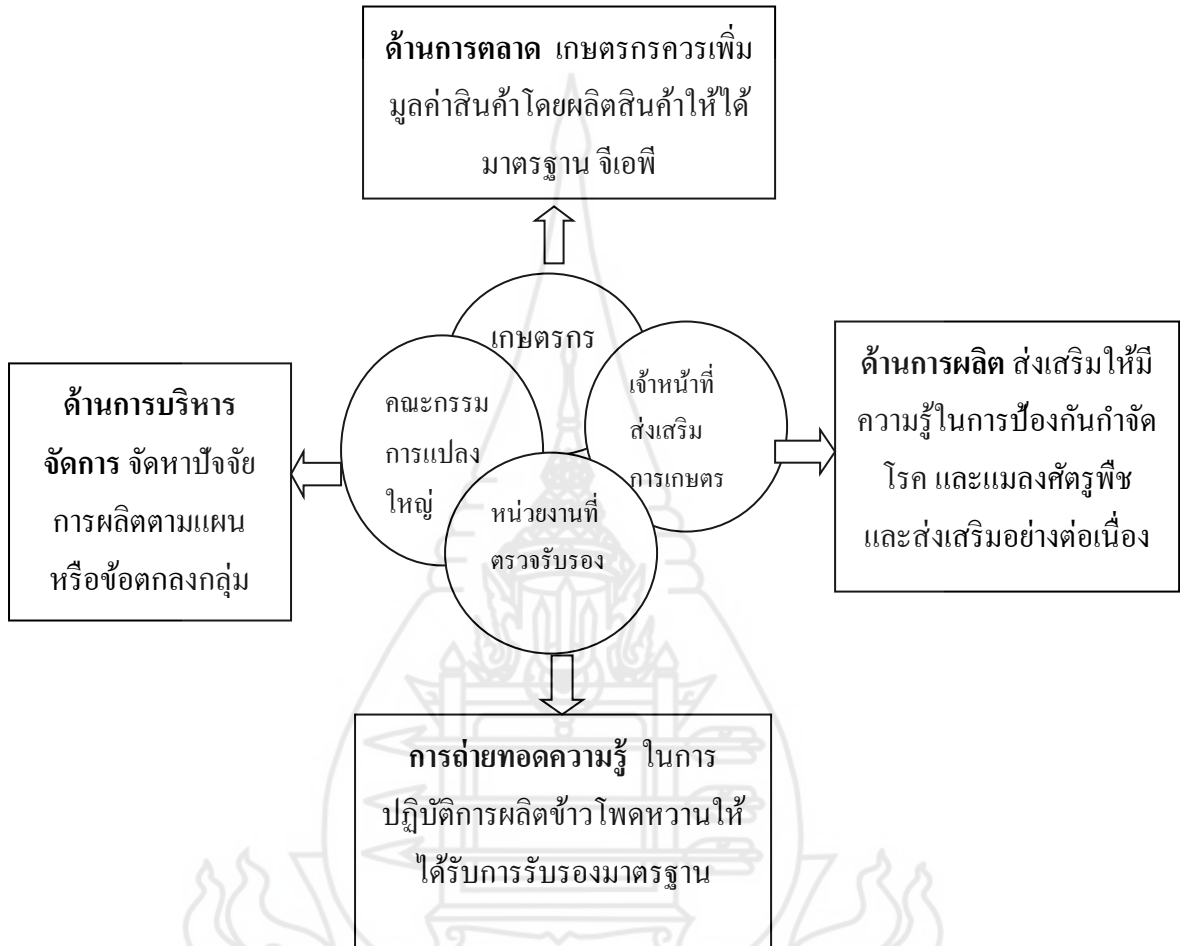 ด้านการตลาด เกษตรกรควรเพิ่ม
มูลค่าสินค้าโดยผลิตสินค้าให้ได้
มาตรฐาน จีเอพี
เกษตรกร
คณะกรรม
การแปลง
ใหญ่
เจ้าหน้าที่
ส่งเสริม
การเกษตร
หน่วยงานที่
ตรวจรับรอง
ด้านการบริหาร
จัดการ จัดหาปัจจัย
การผลิตตามแผน
หรือข้อตกลงกลุ่ม
ด้านการผลิต ส่งเสริมให้มี
ความรู้ในการป้องกันกำจัด
โรค และแมลงศัตรูพืช
และส่งเสริมอย่างต่อเนื่อง
การถ่ายทอดความรู้ ในการ
ปฏิบัติการผลิตข้าวโพดหวานให้
ได้รับการรับรองมาตรฐาน